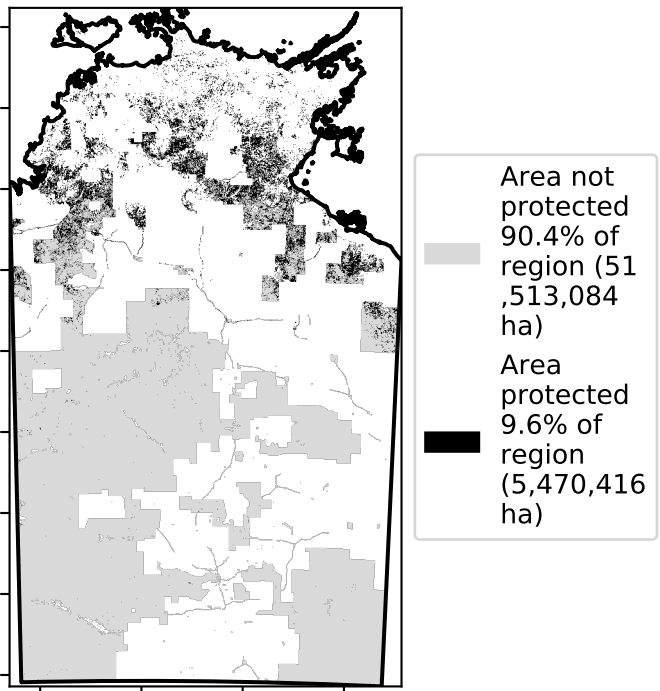 Area not
protected
90.4% of
region (51
,513,084
ha)
Area
protected
9.6% of
region
(5,470,416
ha)